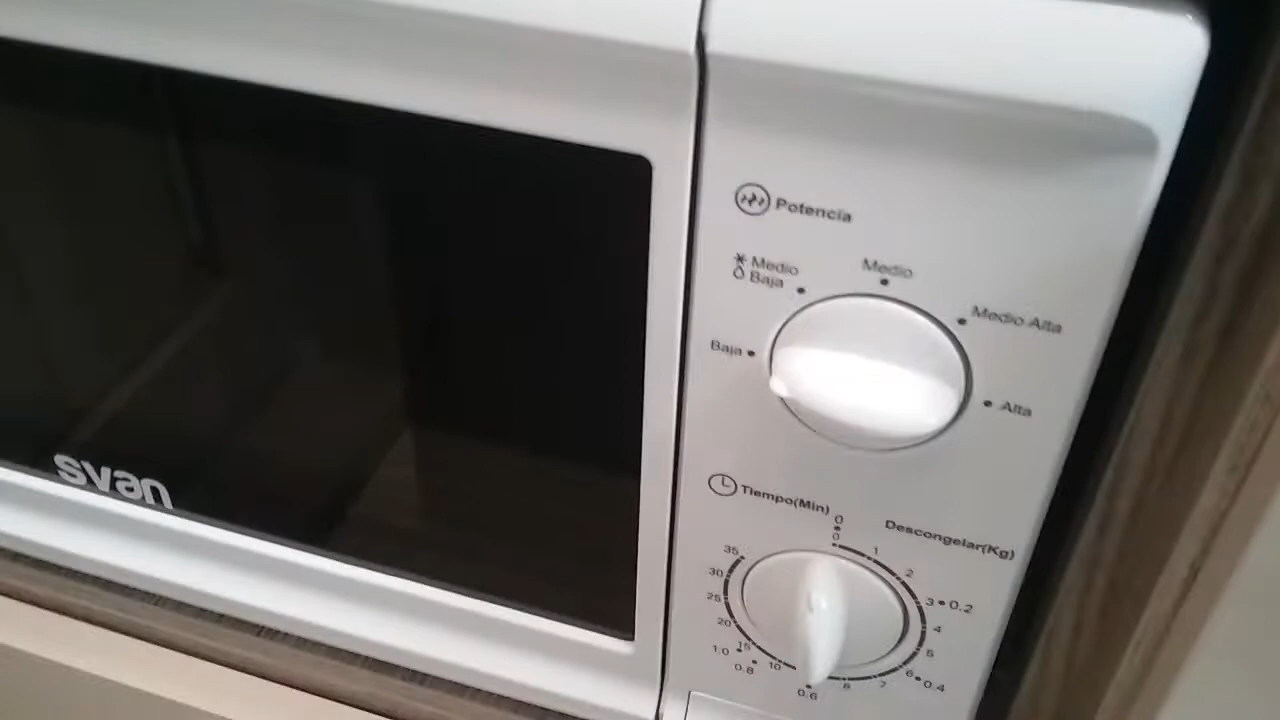 Potencia
Medio
Medio
Baja
Medio Alta
Baja
Alta
svan
Tiempo(Min)
0
Descongelar(Kg)
0
1
35
2
30
3
0.2
25
4
20
5
15
1.0
6
0.4
10
0.8
7
8
0.6